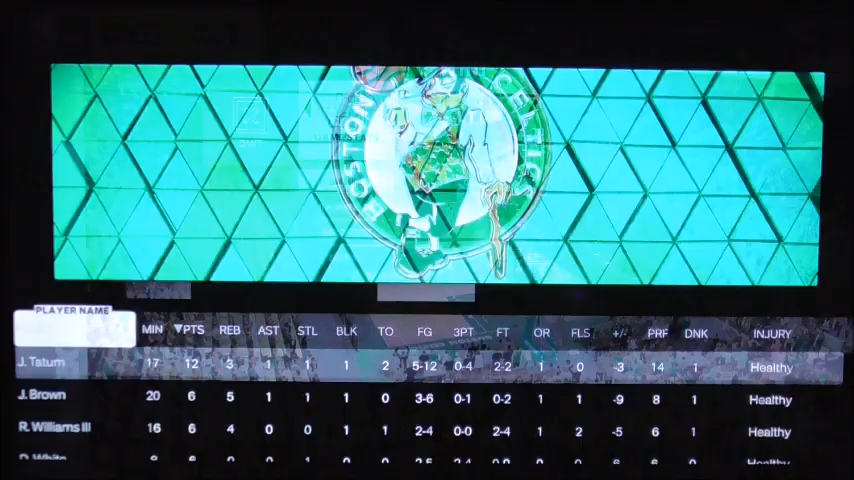 BOSTON CELTICS
PLAYER NAME MIN ▼PTS REB AST STL BLK TO FG 3PT FT OR FLS +/- PRF DNK INJURY
J. Tatum 17 12 3 1 1 1 2 5-12 0-4 2-2 1 0 -3 14 1 Healthy
J. Brown 20 6 5 1 1 1 0 3-6 0-1 0-2 1 1 -9 8 1 Healthy
R. Williams III 16 6 4 0 0 1 1 2-4 0-0 2-4 1 2 -5 6 1 Healthy
D. White